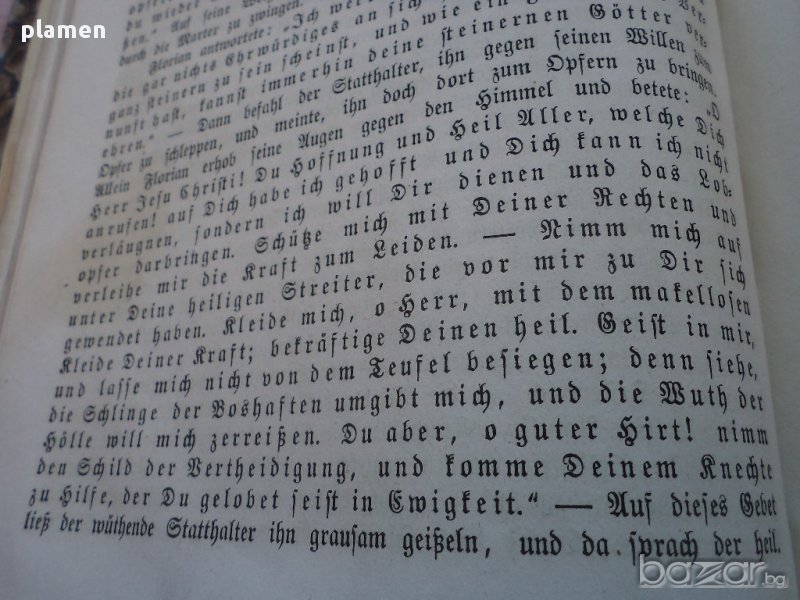 plamen
du wieder
durch die Marter zu zwingen.
Florian antwortete: „Ich
die gar nichts Ehrwürdiges an sich
ganz steinern zu sein scheinst, und wie ein
nunft hast, kannst immerhin deine steinernen Götter ver-
ehren.“ — Dann befahl der Statthalter, ihn gegen seinen Willen zum
Opfer zu schleppen, und meinte, ihn doch dort zum Opfern zu bringen.
Allein Florian erhob seine Augen gegen den Himmel und betete: „O
Herr Jesu Christi! Du Hoffnung und Heil Aller, welche Dich
anrufen! auf Dich habe ich gehofft und Dich kann ich nicht
verläugnen, sondern ich will Dir dienen und das Lob-
opfer darbringen. Schütze mich mit Deiner Rechten und
verleihe mir die Kraft zum Leiden. — Nimm mich auf
unter Deine heiligen Streiter, die vor mir zu Dir sich
gewendet haben. Kleide mich, o Herr, mit dem makellosen
Kleide Deiner Kraft; bekräftige Deinen heil. Geist in mir,
und lasse mich nicht von dem Teufel besiegen; denn siehe,
die Schlinge der Boshaften umgibt mich, und die Wuth der
Hölle will mich zerreißen. Du aber, o guter Hirt! nimm
den Schild der Vertheidigung, und komme Deinem Knechte
zu Hilfe, der Du gelobet seist in Ewigkeit.“ — Auf dieses Gebet
ließ der wüthende Statthalter ihn grausam geißeln, und da sprach der heil.
bazar.bg